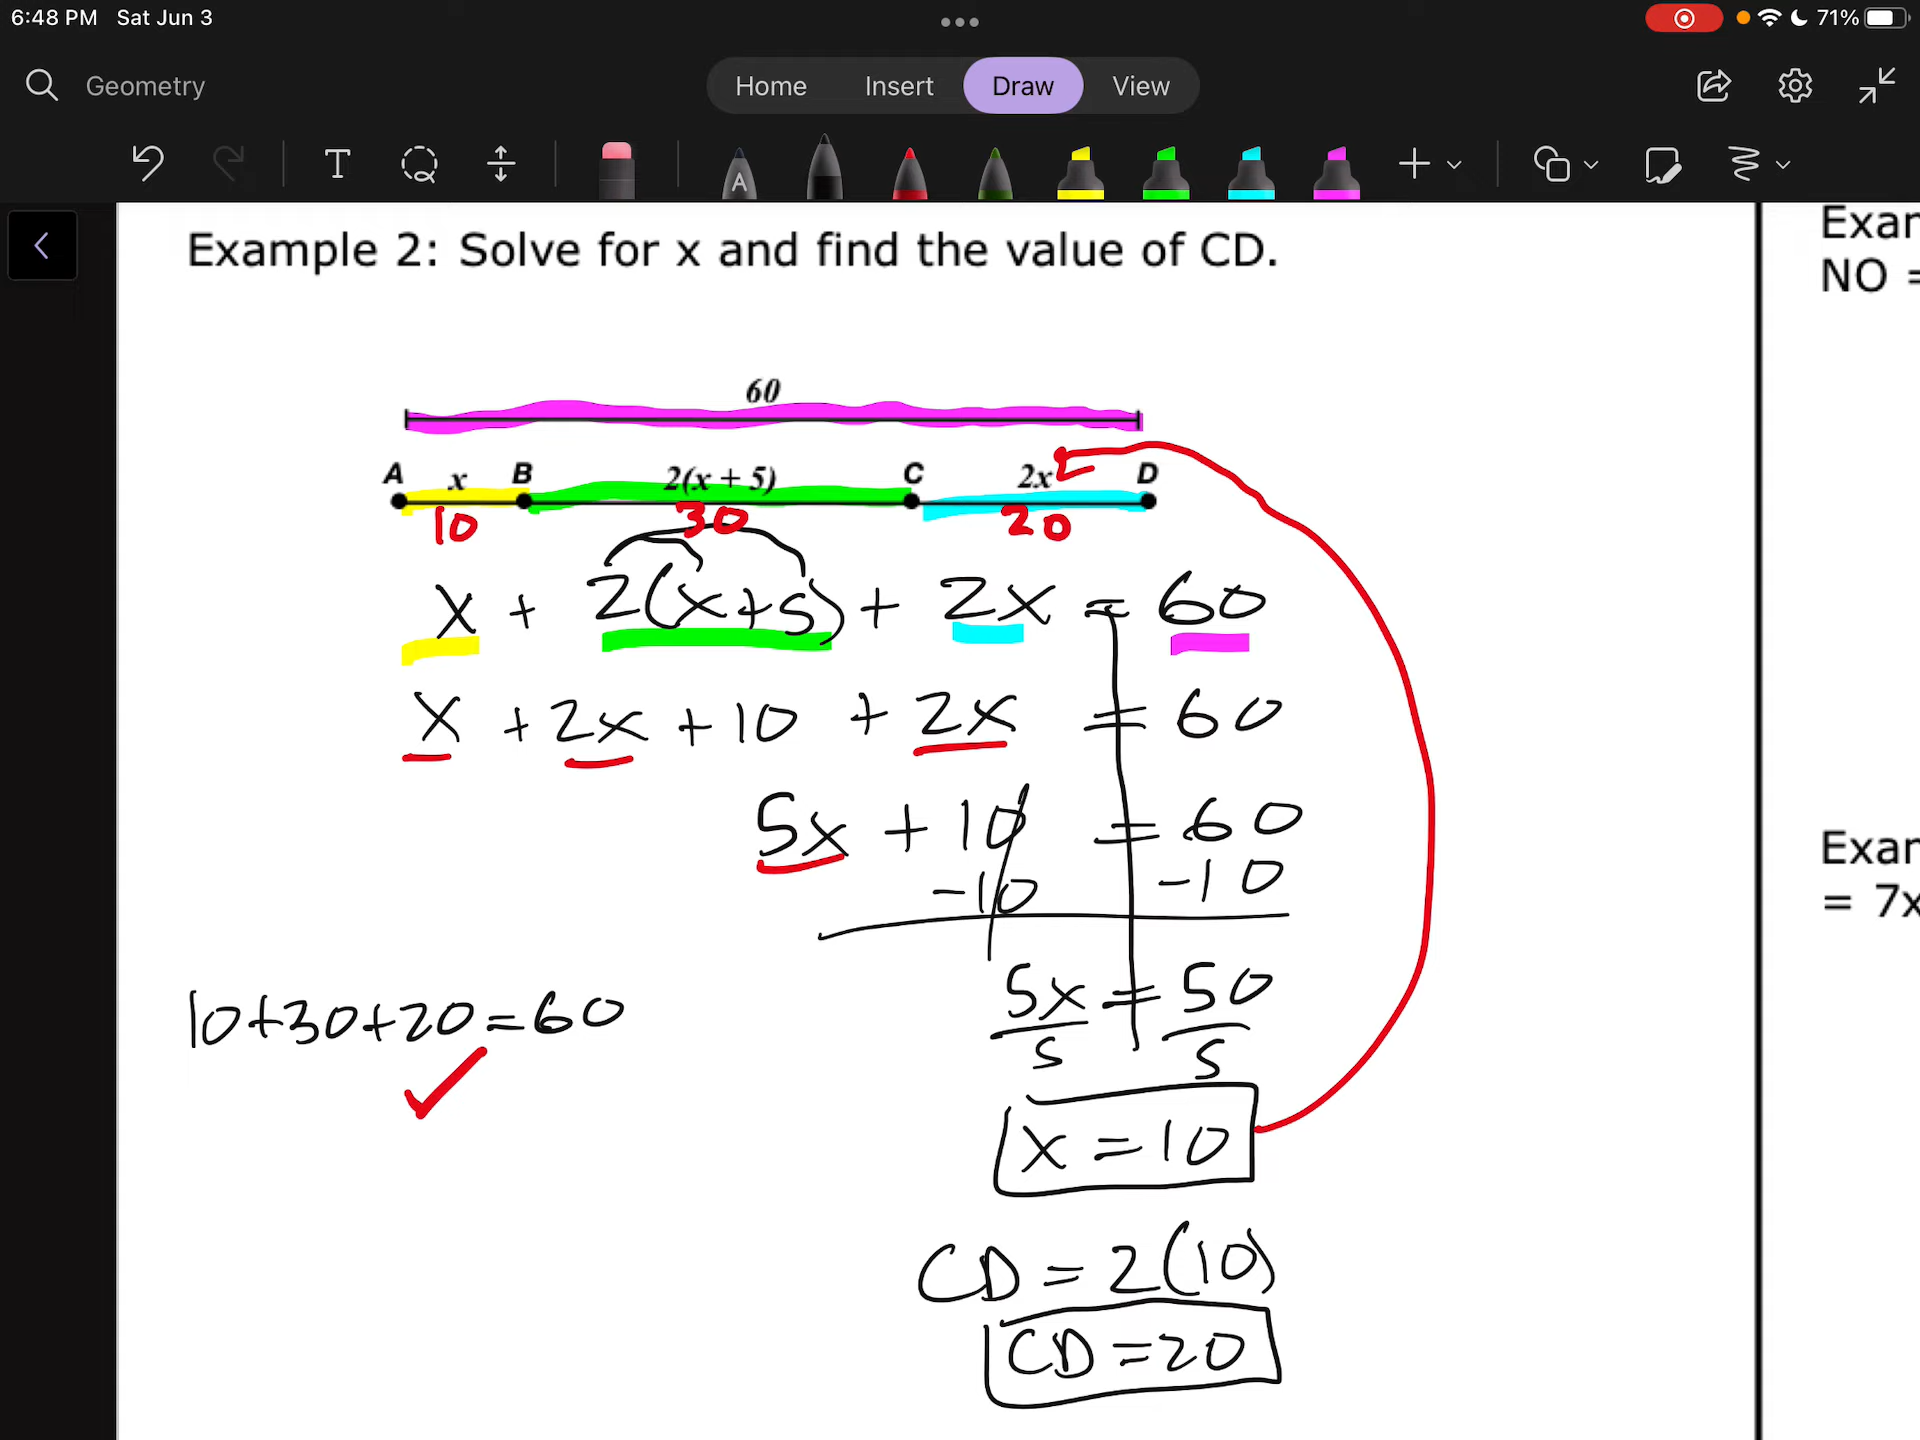 6:48 PM Sat Jun 3
71%
Geometry
Home Insert Draw View
T
A
Example 2: Solve for x and find the value of CD.
60
A x B 2(x + 5) C 2x D
10 30 20
x + 2(x+5) + 2x = 60
x + 2x + 10 + 2x = 60
5x + 10 = 60
-10 -10
5x = 50
5 5
x = 10
CD = 2(10)
CD = 20
10+30+20=60
Exar
NO =
Exar
= 7x